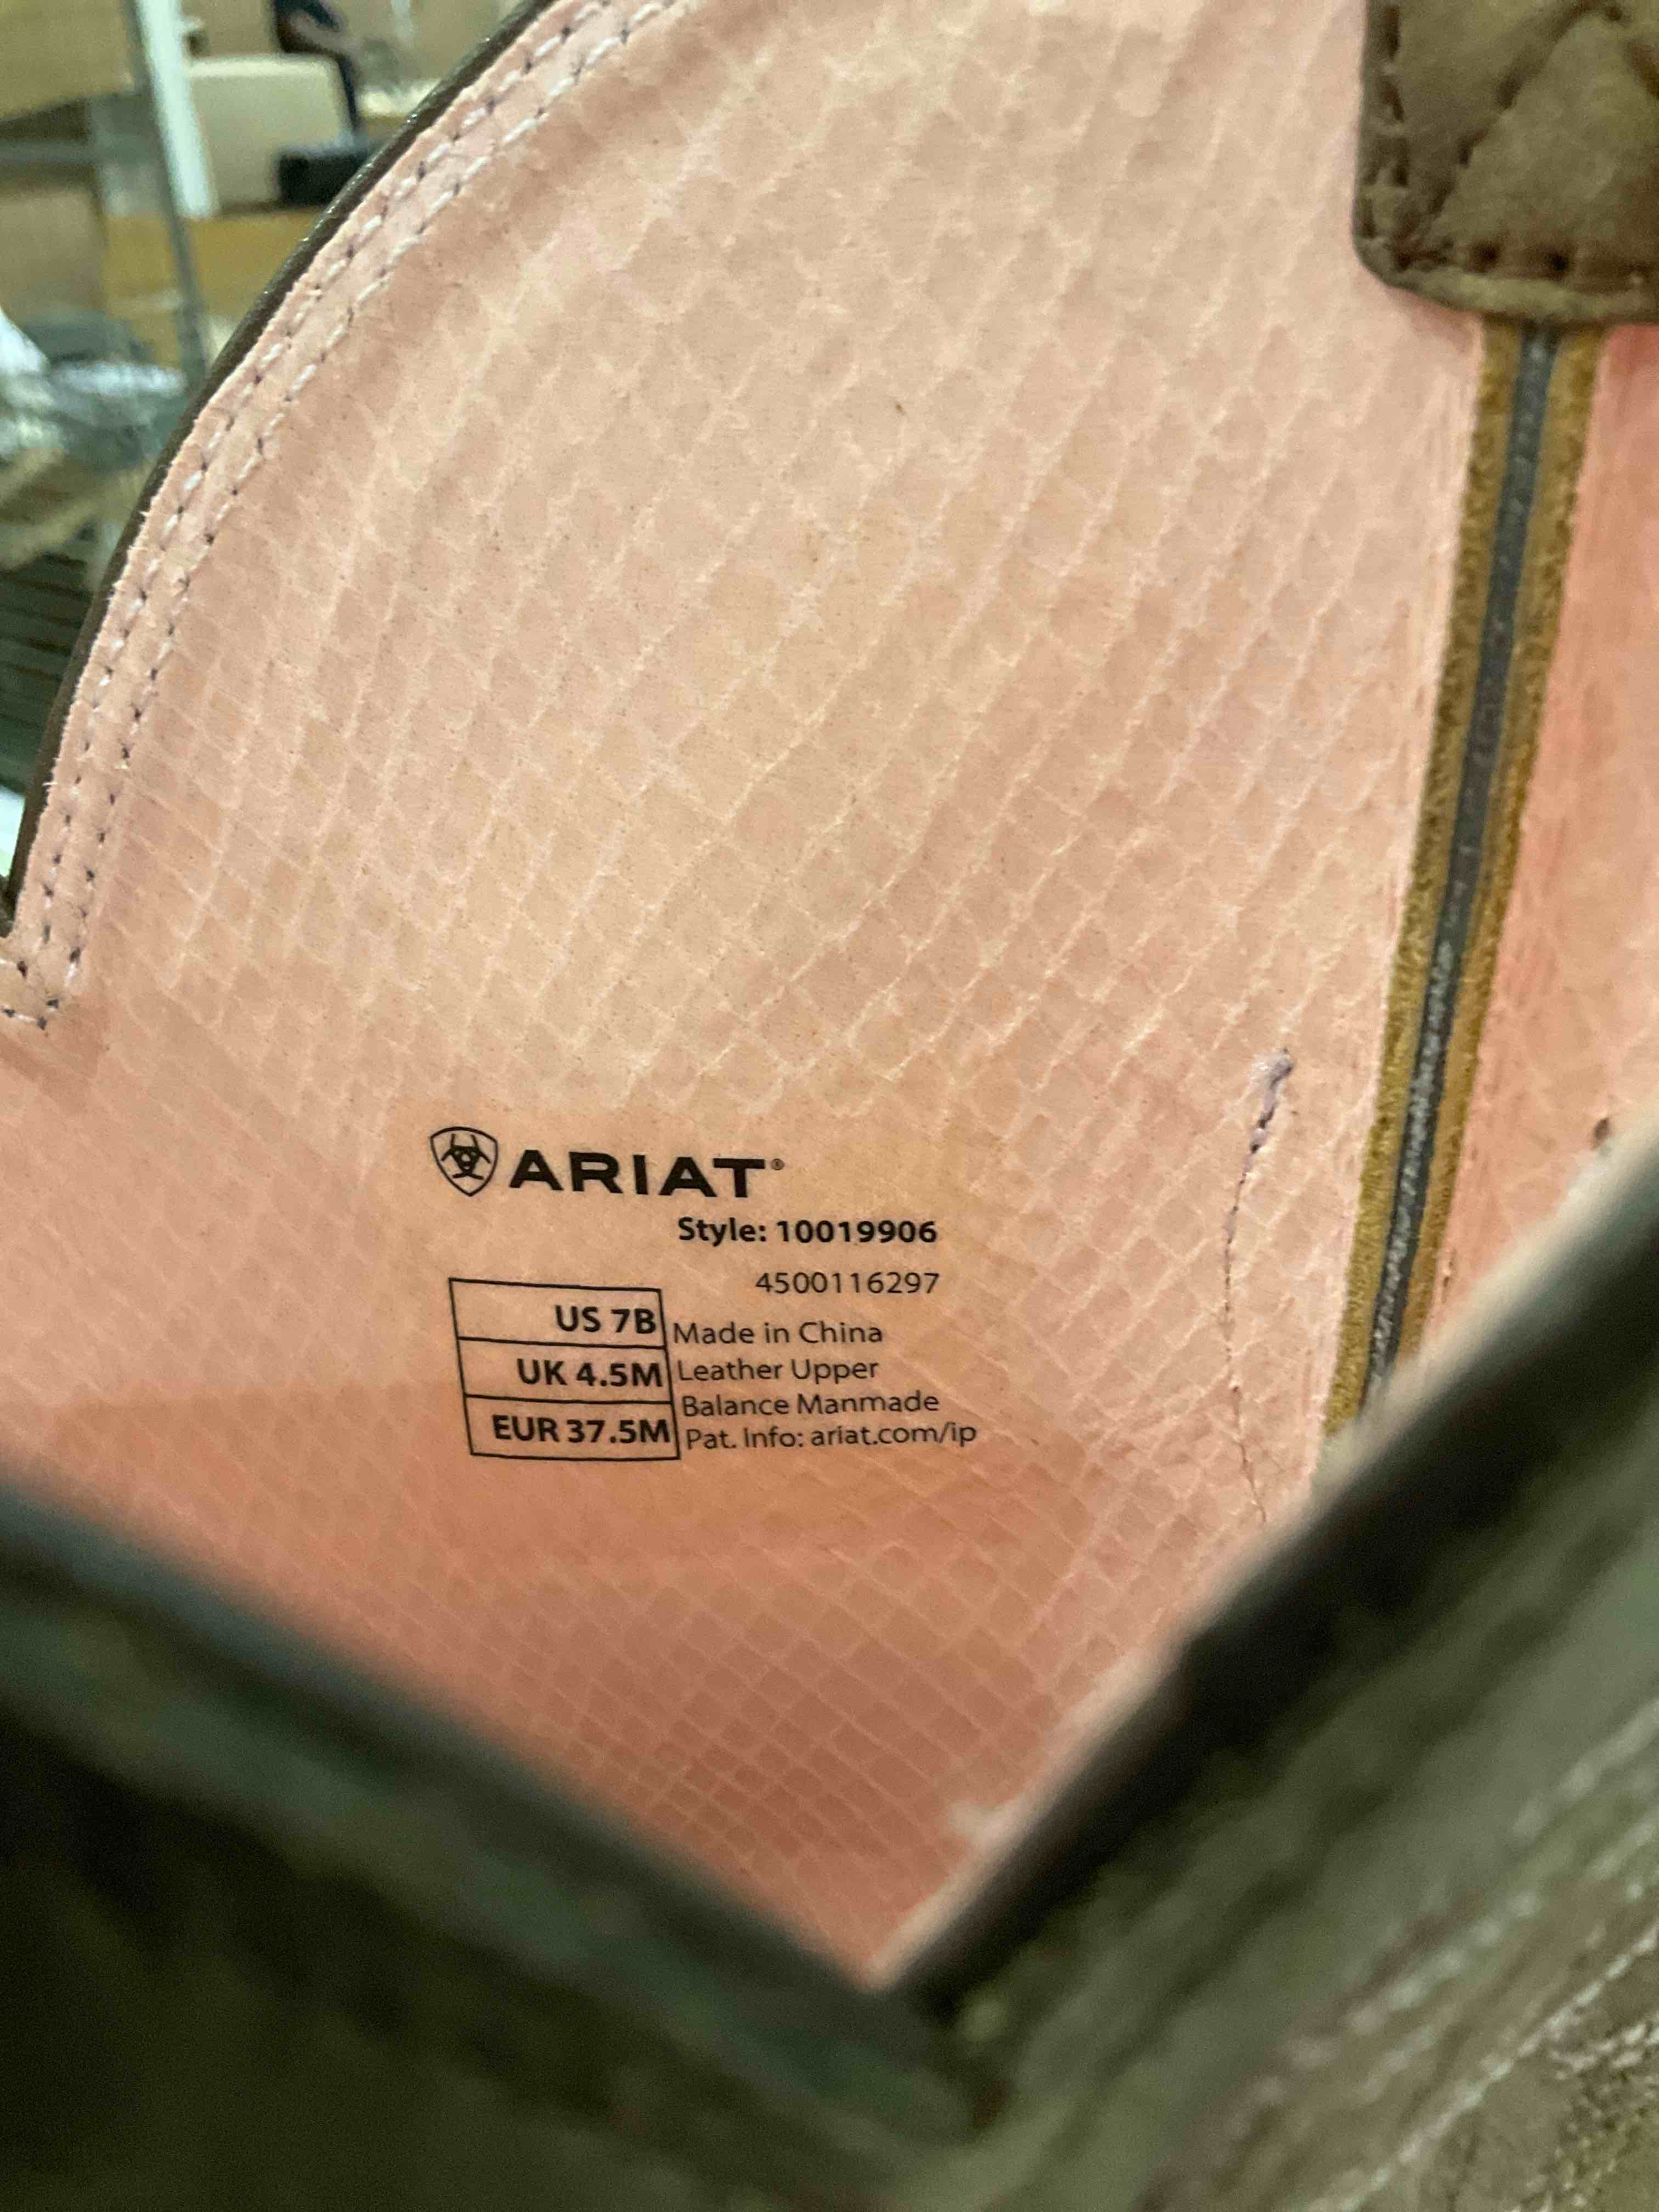 ARIAT®
Style: 10019906
4500116297
US 7B
Made in China
UK 4.5M
Leather Upper
Balance Manmade
EUR 37.5M
Pat. Info: ariat.com/ip